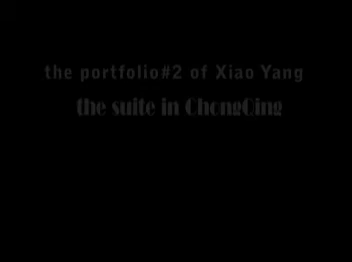 the portfolio#2 of Xiao Yang
the suite in ChongQing